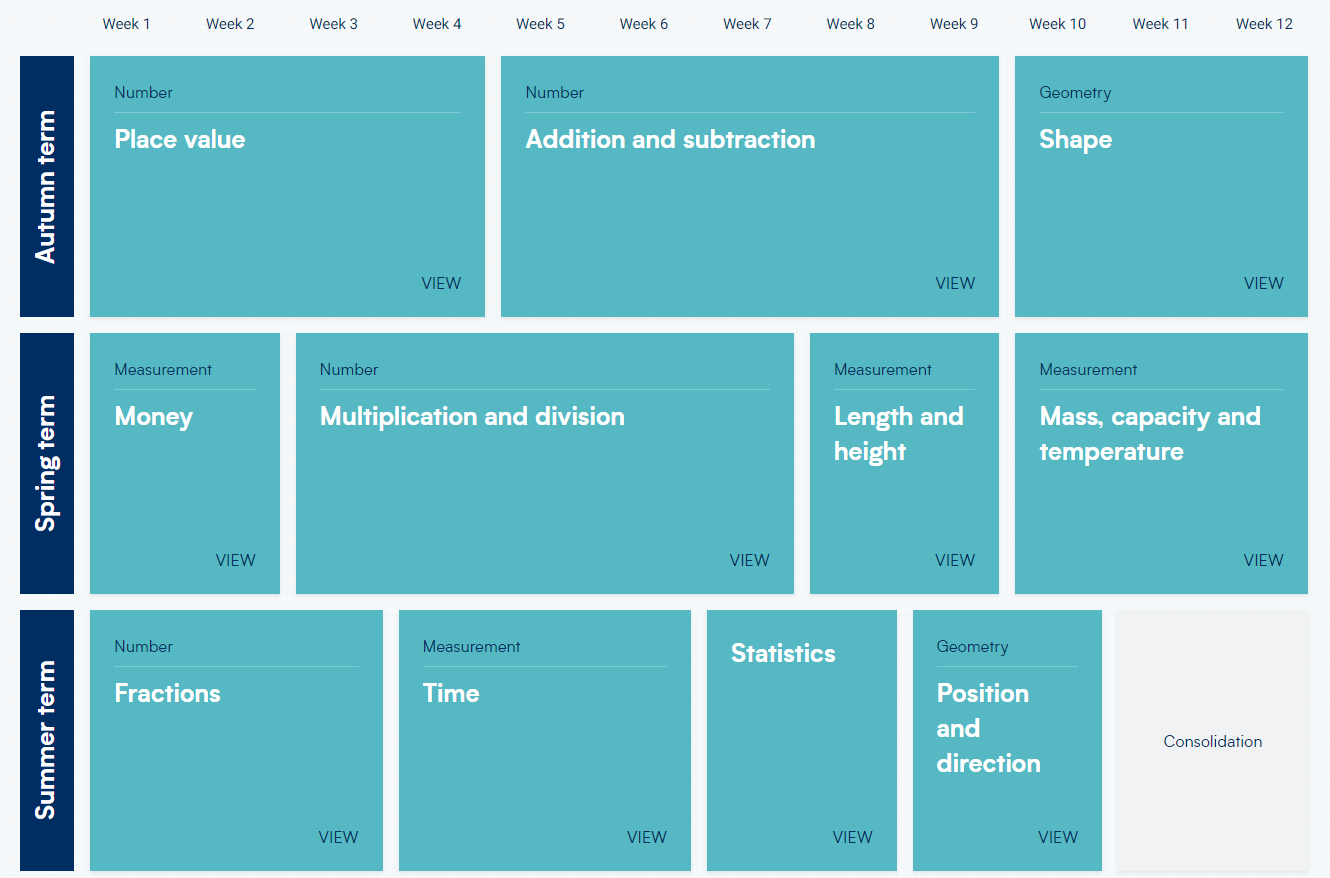 Week 1 Week 2 Week 3 Week 4 Week 5 Week 6 Week 7 Week 8 Week 9 Week 10 Week 11 Week 12
Autumn term
Number
Place value
VIEW
Number
Addition and subtraction
VIEW
Geometry
Shape
VIEW
Spring term
Measurement
Money
VIEW
Number
Multiplication and division
VIEW
Measurement
Length and
height
VIEW
Measurement
Mass, capacity and
temperature
VIEW
Summer term
Number
Fractions
VIEW
Measurement
Time
VIEW
Statistics
VIEW
Geometry
Position
and
direction
VIEW
Consolidation